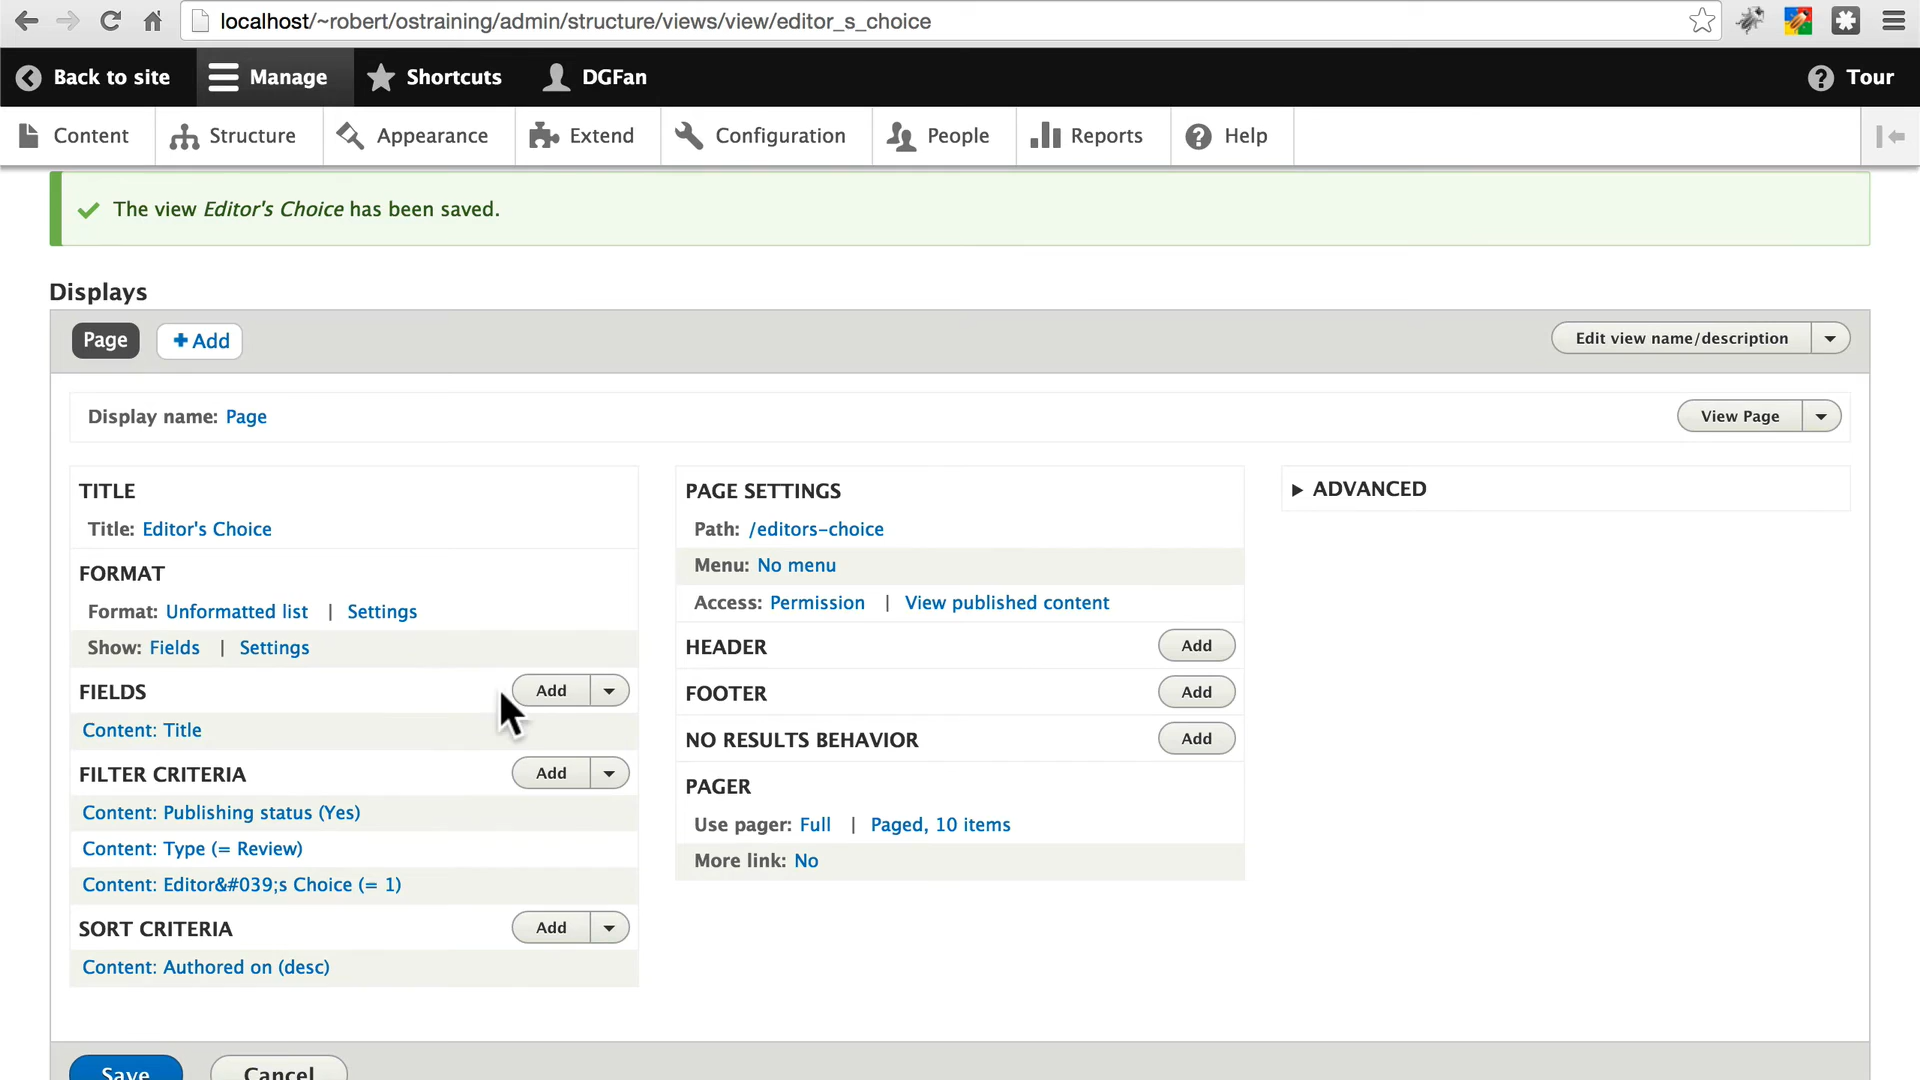 localhost/~robert/ostraining/admin/structure/views/view/editor_s_choice
Back to site Manage Shortcuts DGFan Tour
Content Structure Appearance Extend Configuration People Reports Help
The view Editor's Choice has been saved.
Displays
Page +Add Edit view name/description
Display name: Page View Page
TITLE
Title: Editor's Choice
FORMAT
Format: Unformatted list | Settings
Show: Fields | Settings
FIELDS Add
Content: Title
FILTER CRITERIA Add
Content: Publishing status (Yes)
Content: Type (= Review)
Content: Editor&#039;s Choice (= 1)
SORT CRITERIA Add
Content: Authored on (desc)
PAGE SETTINGS
Path: /editors-choice
Menu: No menu
Access: Permission | View published content
HEADER Add
FOOTER Add
NO RESULTS BEHAVIOR Add
PAGER
Use pager: Full | Paged, 10 items
More link: No
ADVANCED
Save Cancel